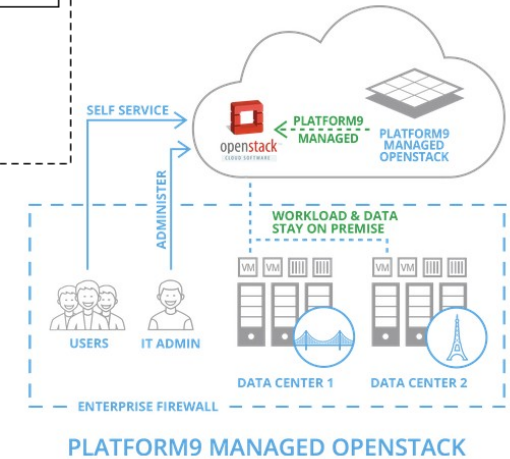 SELF SERVICE
openstack
CLOUD SOFTWARE
PLATFORM9
MANAGED
PLATFORM9
MANAGED
OPENSTACK
ADMINISTER
WORKLOAD & DATA
STAY ON PREMISE
VM VM
VM VM
USERS
IT ADMIN
DATA CENTER 1
DATA CENTER 2
ENTERPRISE FIREWALL
PLATFORM9 MANAGED OPENSTACK